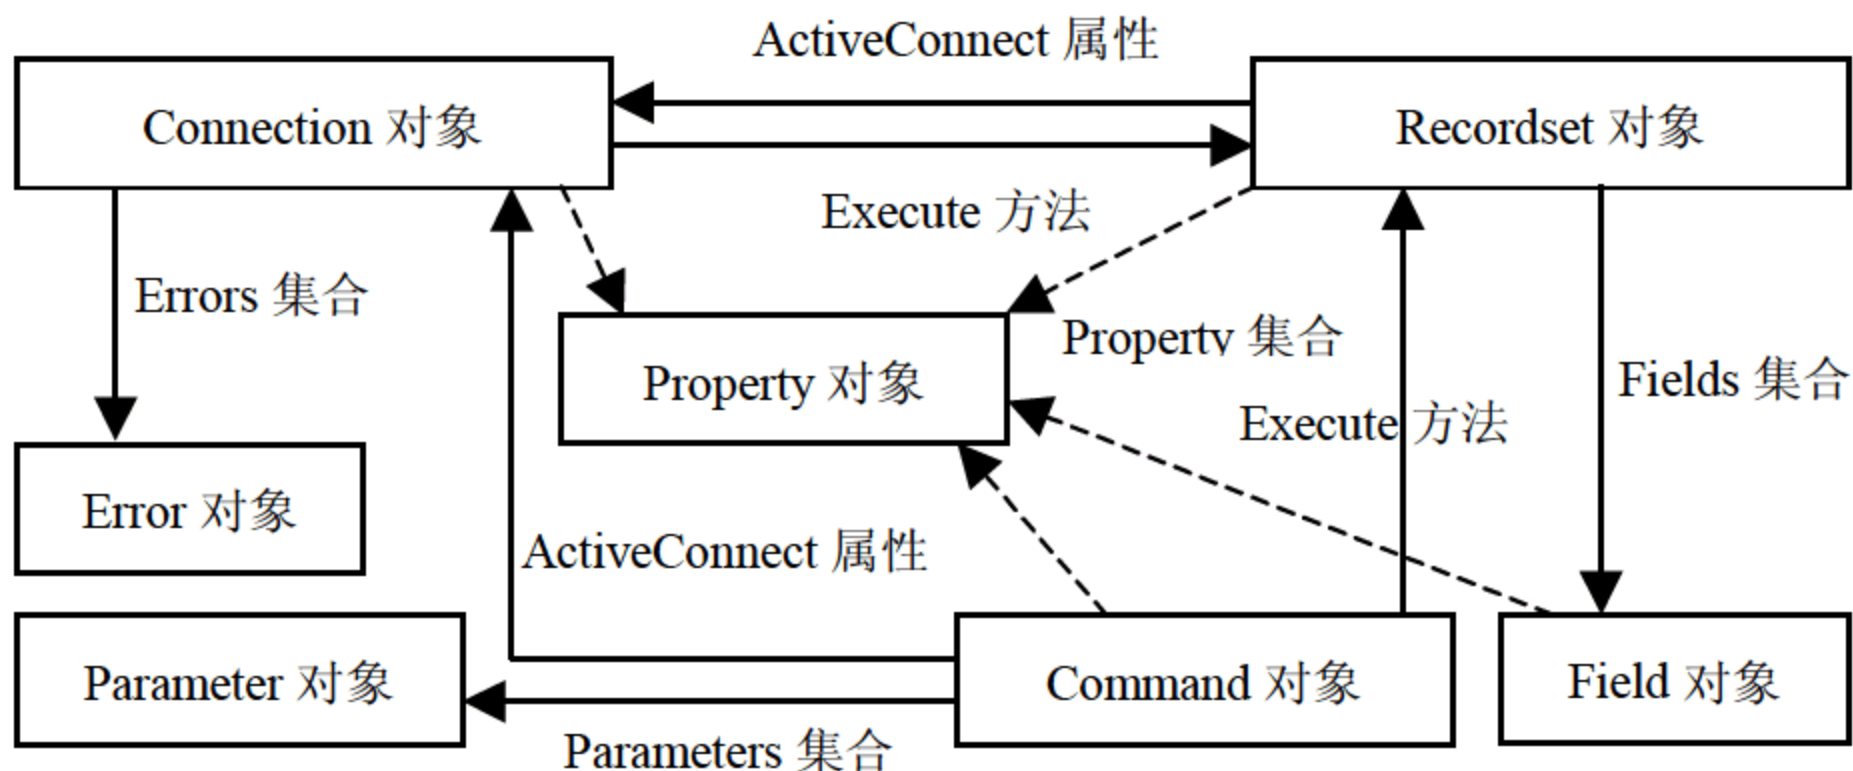 ActiveConnect 属性
Connection 对象
Recordset 对象
Execute 方法
Errors 集合
Property 集合
Property 对象
Fields 集合
Execute 方法
Error 对象
ActiveConnect 属性
Parameter 对象
Command 对象
Field 对象
Parameters 集合